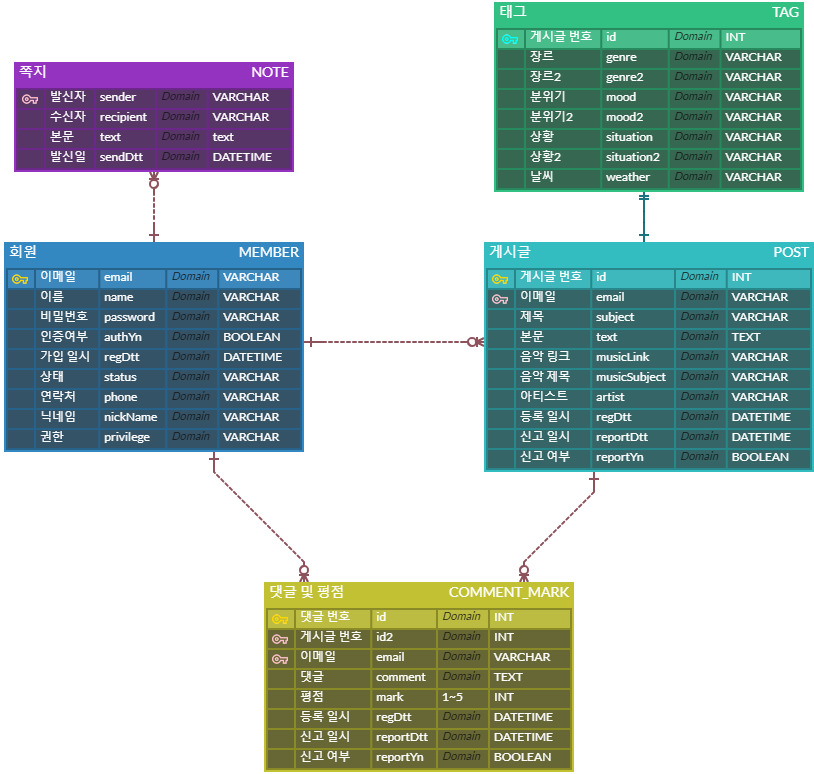 태그 TAG
게시글 번호 id Domain INT
장르 genre Domain VARCHAR
장르2 genre2 Domain VARCHAR
분위기 mood Domain VARCHAR
분위기2 mood2 Domain VARCHAR
상황 situation Domain VARCHAR
상황2 situation2 Domain VARCHAR
날씨 weather Domain VARCHAR
쪽지 NOTE
발신자 sender Domain VARCHAR
수신자 recipient Domain VARCHAR
본문 text Domain text
발신일 sendDtt Domain DATETIME
회원 MEMBER
이메일 email Domain VARCHAR
이름 name Domain VARCHAR
비밀번호 password Domain VARCHAR
인증여부 authYn Domain BOOLEAN
가입 일시 regDtt Domain DATETIME
상태 status Domain VARCHAR
연락처 phone Domain VARCHAR
닉네임 nickName Domain VARCHAR
권한 privilege Domain VARCHAR
게시글 POST
게시글 번호 id Domain INT
이메일 email Domain VARCHAR
제목 subject Domain VARCHAR
본문 text Domain TEXT
음악 링크 musicLink Domain VARCHAR
음악 제목 musicSubject Domain VARCHAR
아티스트 artist Domain VARCHAR
등록 일시 regDtt Domain DATETIME
신고 일시 reportDtt Domain DATETIME
신고 여부 reportYn Domain BOOLEAN
댓글 및 평점 COMMENT_MARK
댓글 번호 id Domain INT
게시글 번호 id2 Domain INT
이메일 email Domain VARCHAR
댓글 comment Domain TEXT
평점 mark 1~5 INT
등록 일시 regDtt Domain DATETIME
신고 일시 reportDtt Domain DATETIME
신고 여부 reportYn Domain BOOLEAN